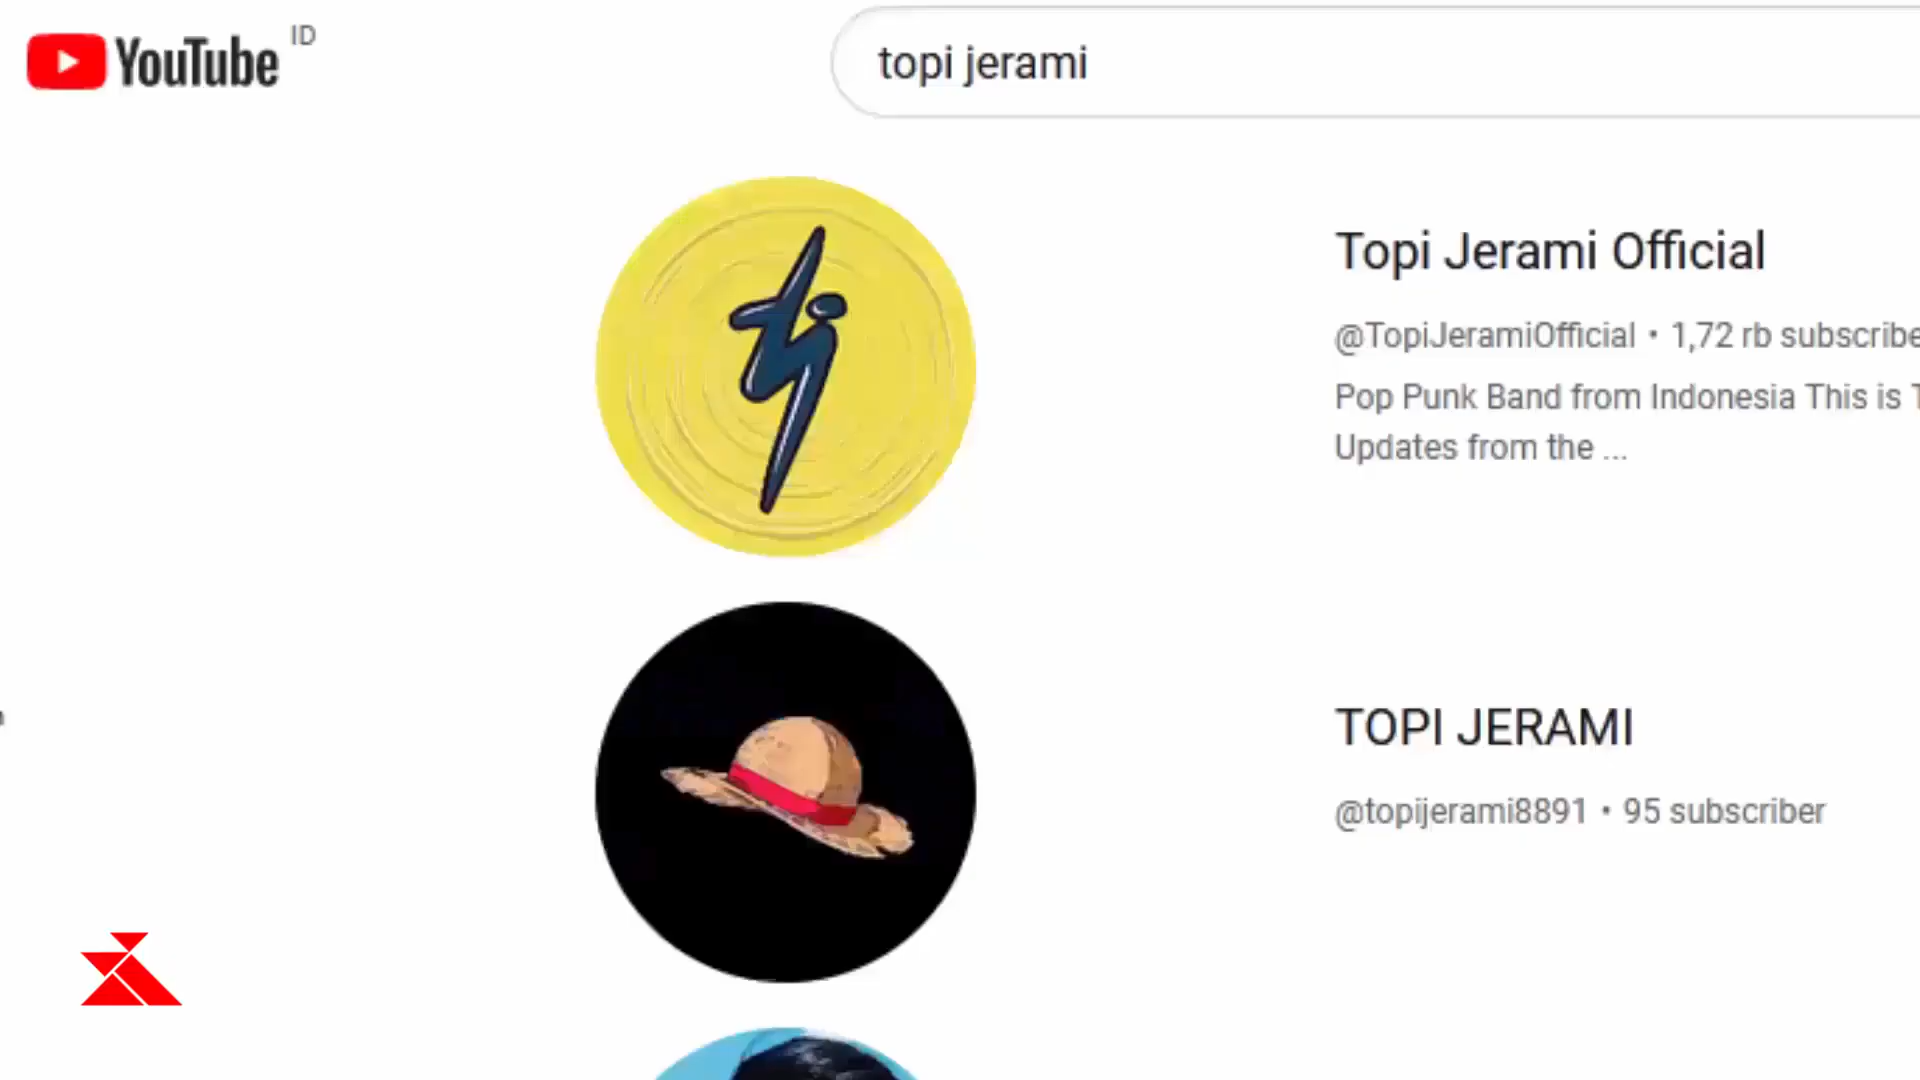 YouTube ID
topi jerami
Topi Jerami Official
@TopiJeramiOfficial • 1,72 rb subscribe
Pop Punk Band from Indonesia This is T
Updates from the ...
TOPI JERAMI
@topijerami8891 • 95 subscriber